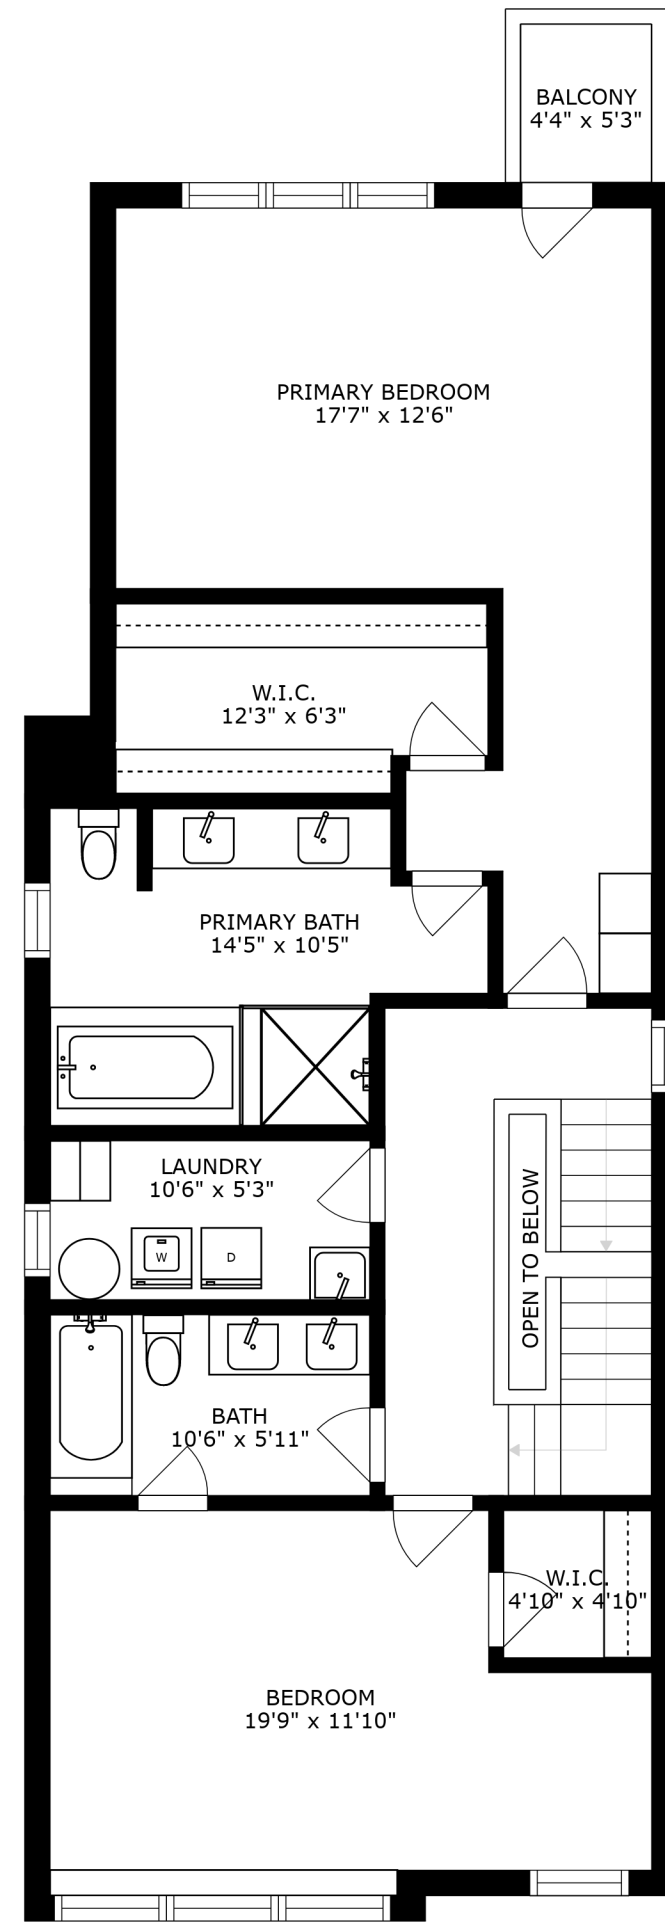 BALCONY
4'4" x 5'3"
PRIMARY BEDROOM
17'7" x 12'6"
W.I.C.
12'3" x 6'3"
PRIMARY BATH
14'5" x 10'5"
LAUNDRY
10'6" x 5'3"
W
D
OPEN TO BELOW
BATH
10'6" x 5'11"
W.I.C.
4'10" x 4'10"
BEDROOM
19'9" x 11'10"